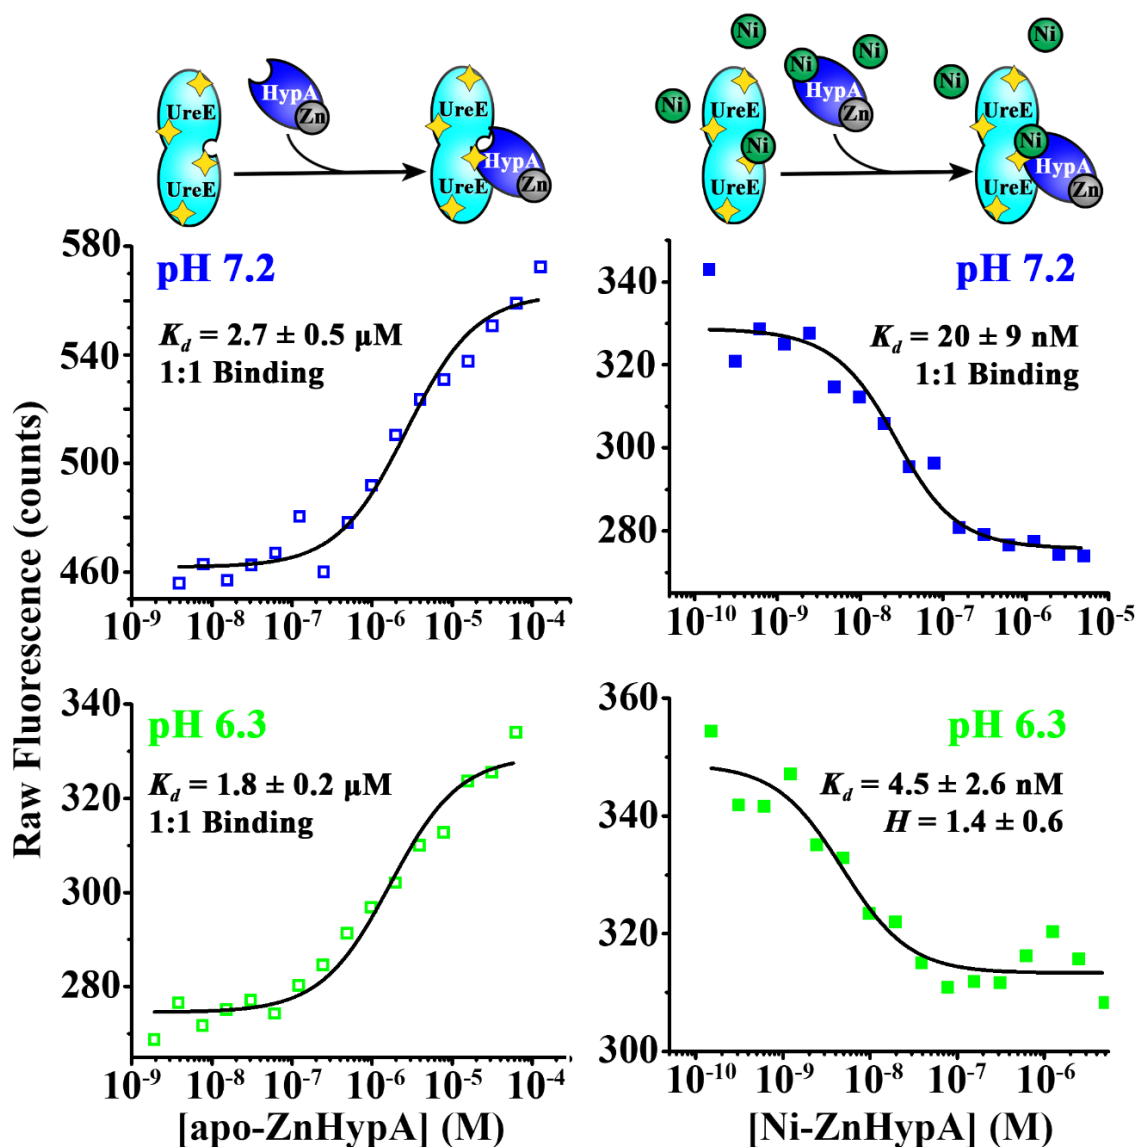 UreE
UreE
HypA
Zn
UreE
UreE
HypA
Zn
Ni
Ni
Ni
Ni
Ni
UreE
UreE
HypA
Zn
Ni
Ni
Ni
UreE
UreE
HypA
Zn
Raw Fluorescence (counts)
pH 7.2
K_d = 2.7 ± 0.5 µM
1:1 Binding
580
540
500
460
10⁻⁹ 10⁻⁸ 10⁻⁷ 10⁻⁶ 10⁻⁵ 10⁻⁴
pH 7.2
K_d = 20 ± 9 nM
1:1 Binding
340
320
300
280
10⁻¹⁰ 10⁻⁹ 10⁻⁸ 10⁻⁷ 10⁻⁶ 10⁻⁵
pH 6.3
K_d = 1.8 ± 0.2 µM
1:1 Binding
340
320
300
280
10⁻⁹ 10⁻⁸ 10⁻⁷ 10⁻⁶ 10⁻⁵ 10⁻⁴
[apo-ZnHypA] (M)
pH 6.3
K_d = 4.5 ± 2.6 nM
H = 1.4 ± 0.6
360
340
320
300
10⁻¹⁰ 10⁻⁹ 10⁻⁸ 10⁻⁷ 10⁻⁶
[Ni-ZnHypA] (M)